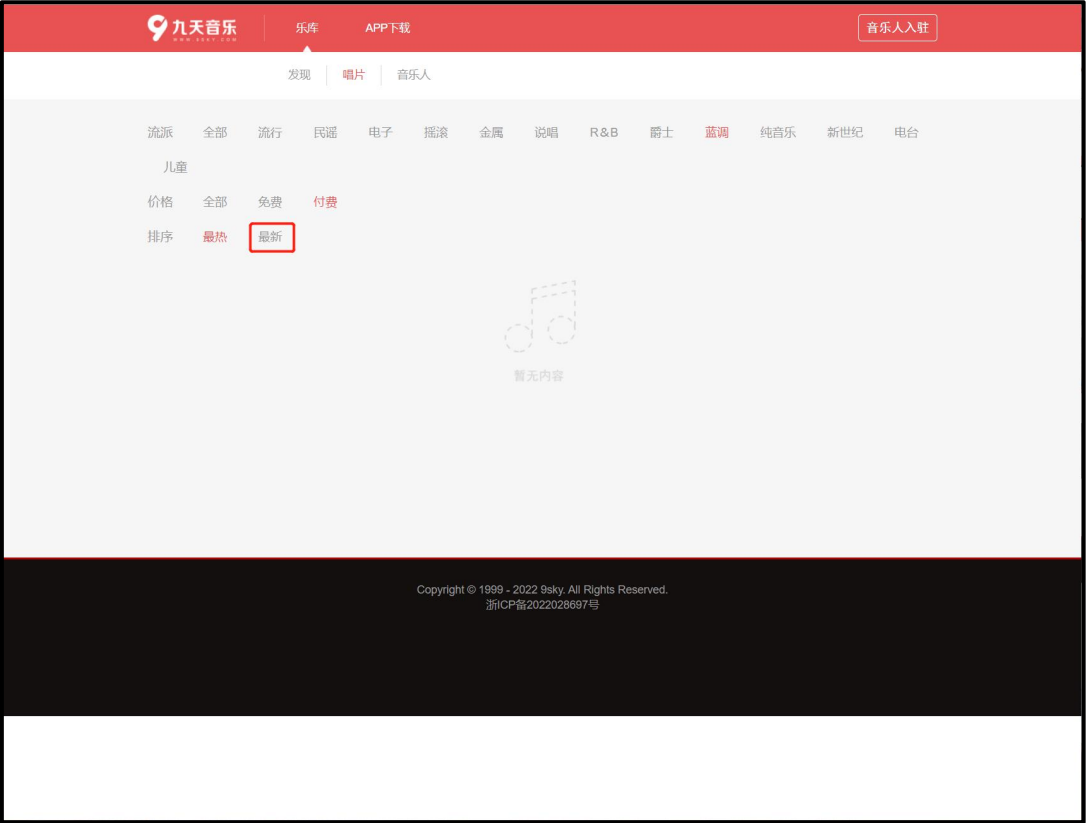 九天音乐 乐库 APP下载 音乐人入驻
WWW.9SKY.COM
发现 唱片 音乐人
流派 全部 流行 民谣 电子 摇滚 金属 说唱 R&B 爵士 蓝调 纯音乐 新世纪 电台
儿童
价格 全部 免费 付费
排序 最热 最新
暂无内容
Copyright © 1999 - 2022 9sky. All Rights Reserved.
浙ICP备2022028697号